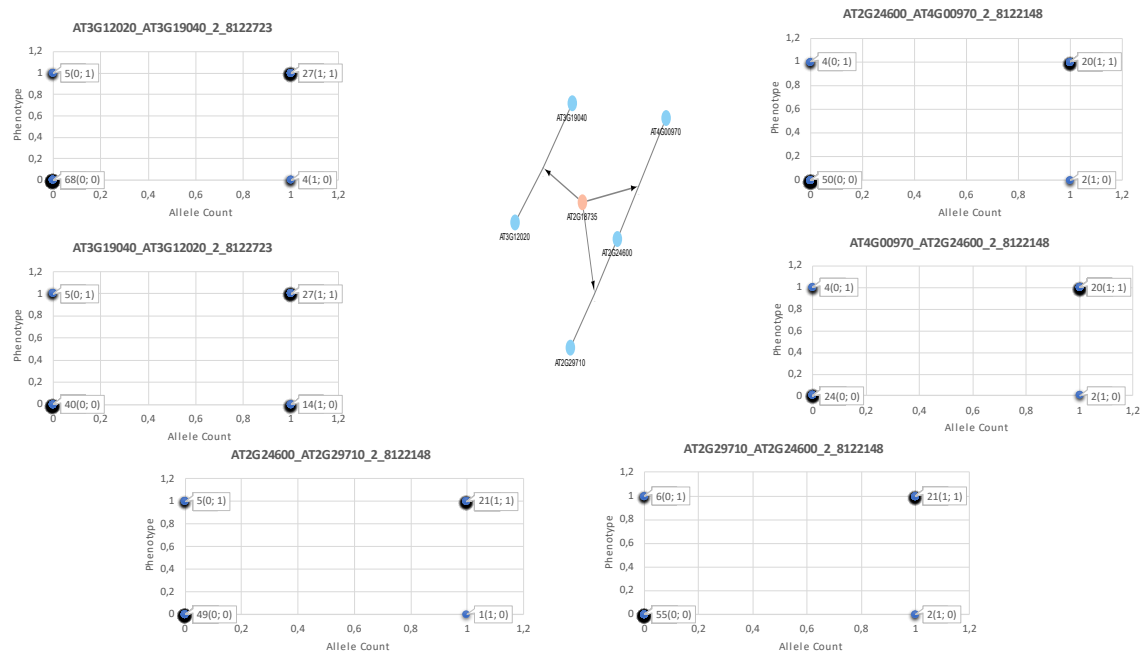 AT3G12020_AT3G19040_2_8122723
1,2
1
0,8
0,6
0,4
0,2
0
Phenotype
5(0; 1)
27(1; 1)
68(0; 0)
4(1; 0)
0 0,2 0,4 0,6 0,8 1 1,2
Allele Count
AT3G19040_AT3G12020_2_8122723
1,2
1
0,8
0,6
0,4
0,2
0
Phenotype
5(0; 1)
27(1; 1)
40(0; 0)
14(1; 0)
0 0,2 0,4 0,6 0,8 1 1,2
Allele Count
AT3G19040
AT4G00970
AT2G18735
AT3G12020
AT2G24600
AT2G29710
AT2G24600_AT4G00970_2_8122148
1,2
1
0,8
0,6
0,4
0,2
0
Phenotype
4(0; 1)
20(1; 1)
50(0; 0)
2(1; 0)
0 0,2 0,4 0,6 0,8 1 1,2
Allele Count
AT4G00970_AT2G24600_2_8122148
1,2
1
0,8
0,6
0,4
0,2
0
Phenotype
4(0; 1)
20(1; 1)
24(0; 0)
2(1; 0)
0 0,2 0,4 0,6 0,8 1 1,2
Allele Count
AT2G24600_AT2G29710_2_8122148
1,2
1
0,8
0,6
0,4
0,2
0
Phenotype
5(0; 1)
21(1; 1)
49(0; 0)
1(1; 0)
0 0,2 0,4 0,6 0,8 1 1,2
Allele Count
AT2G29710_AT2G24600_2_8122148
1,2
1
0,8
0,6
0,4
0,2
0
Phenotype
6(0; 1)
21(1; 1)
55(0; 0)
2(1; 0)
0 0,2 0,4 0,6 0,8 1 1,2
Allele Count